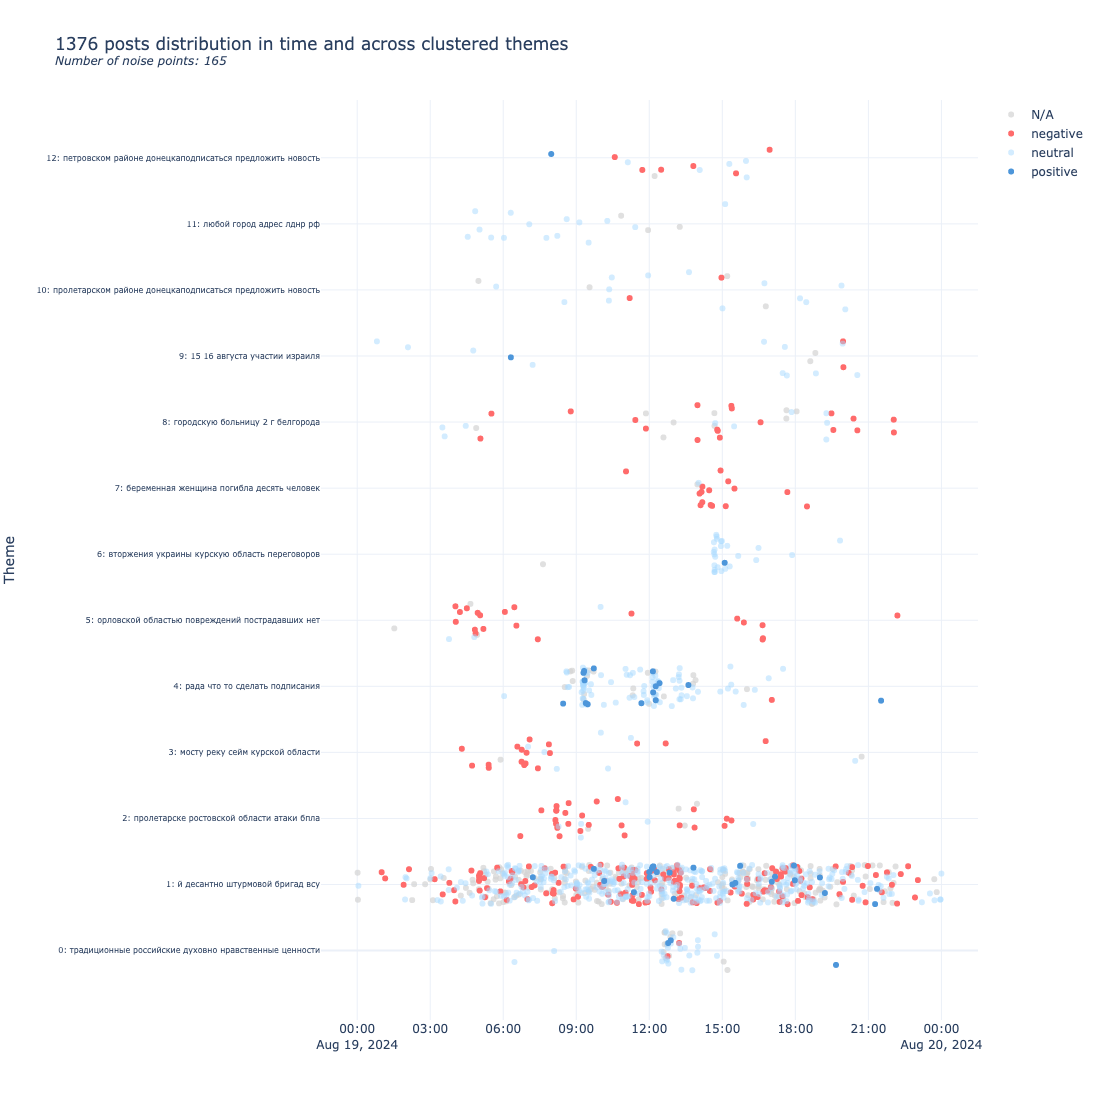 1376 posts distribution in time and across clustered themes
Number of noise points: 165
N/A
negative
neutral
positive
12: петровском районе донецкаподписаться предложить новость
11: любой город адрес лднр рф
10: пролетарском районе донецкаподписаться предложить новость
9: 15 16 августа участии израиля
8: городскую больницу 2 г белгорода
7: беременная женщина погибла десять человек
6: вторжения украины курскую область переговоров
5: орловской областью повреждений пострадавших нет
4: рада что то сделать подписания
3: мосту реку сейм курской области
2: пролетарске ростовской области атаки бпла
1: й десантно штурмовой бригад всу
0: традиционные российские духовно нравственные ценности
Theme
00:00 03:00 06:00 09:00 12:00 15:00 18:00 21:00 00:00
Aug 19, 2024 Aug 20, 2024